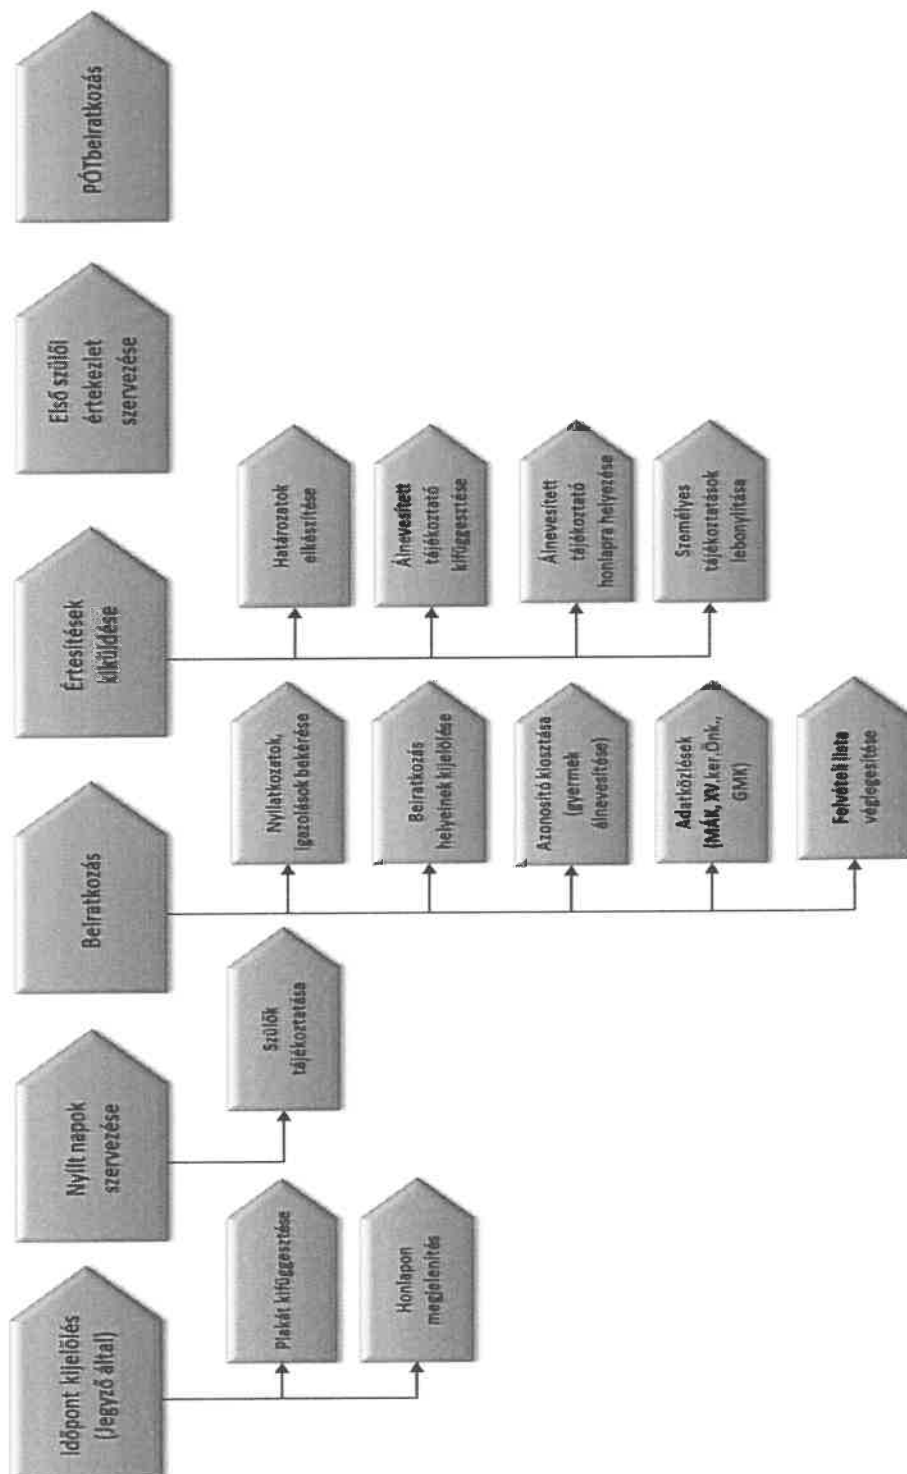 Időpont kijelölés
(Jegyző által)
Plakát kifüggesztése
Honlapon
megjelenítés
Nyílt napok
szervezése
Szülők
tájékoztatása
Beiratkozás
Nyilatkozatok,
igazolások bekérése
Beiratkozás
helyeinek kijelölése
Azonosító kiosztása
(gyermek
álnevesítése)
Adatközlések
(MÁK, XV.ker.Önk.,
GMK)
Felvételi lista
véglegesítése
Értesítések
kiküldése
Határozatok
elkészítése
Álnevesített
tájékoztató
kifüggesztése
Álnevesített
tájékoztató
honlapra helyezése
Személyes
tájékoztatások
lebonyolítása
Első szülői
értekezlet
szervezése
PÓTbeiratkozás